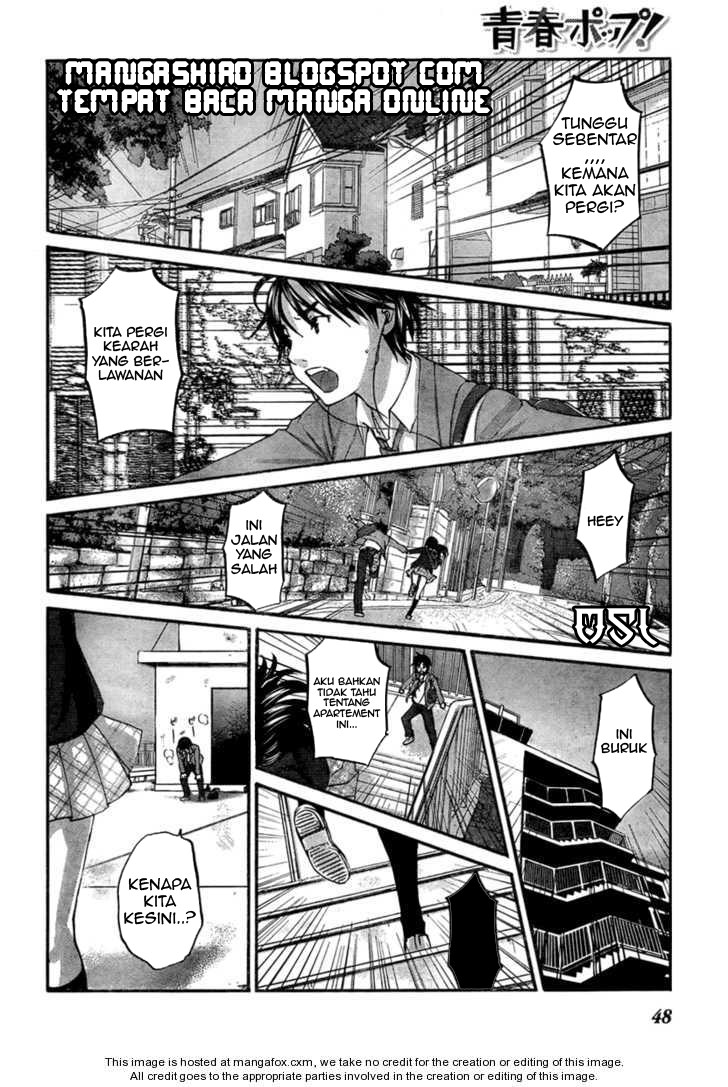 青春ポップ!
MANGASHIRO BLOGSPOT COM
TEMPAT BACA MANGA ONLINE
TUNGGU
SEBENTAR
,,,,
KEMANA
KITA AKAN
PERGI?
KITA PERGI
KEARAH
YANG BER-
LAWANAN
HEEY
INI
JALAN
YANG
SALAH
MSL
INI
BURUK
AKU BAHKAN
TIDAK TAHU
TENTANG
APARTEMENT
INI...
KENAPA
KITA
KESINI..?
48
This image is hosted at mangafox.cxm, we take no credit for the creation or editing of this image.
All credit goes to the appropriate parties involved in the creation or editing of this image.